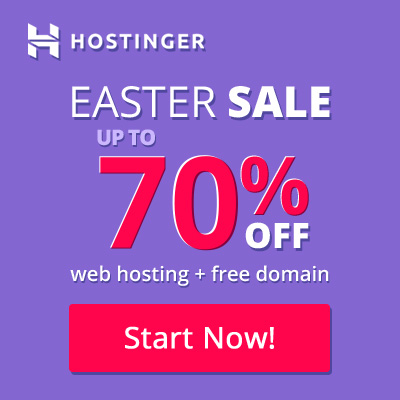 HOSTINGER
EASTER SALE
UP TO
70%
OFF
web hosting + free domain
Start Now!